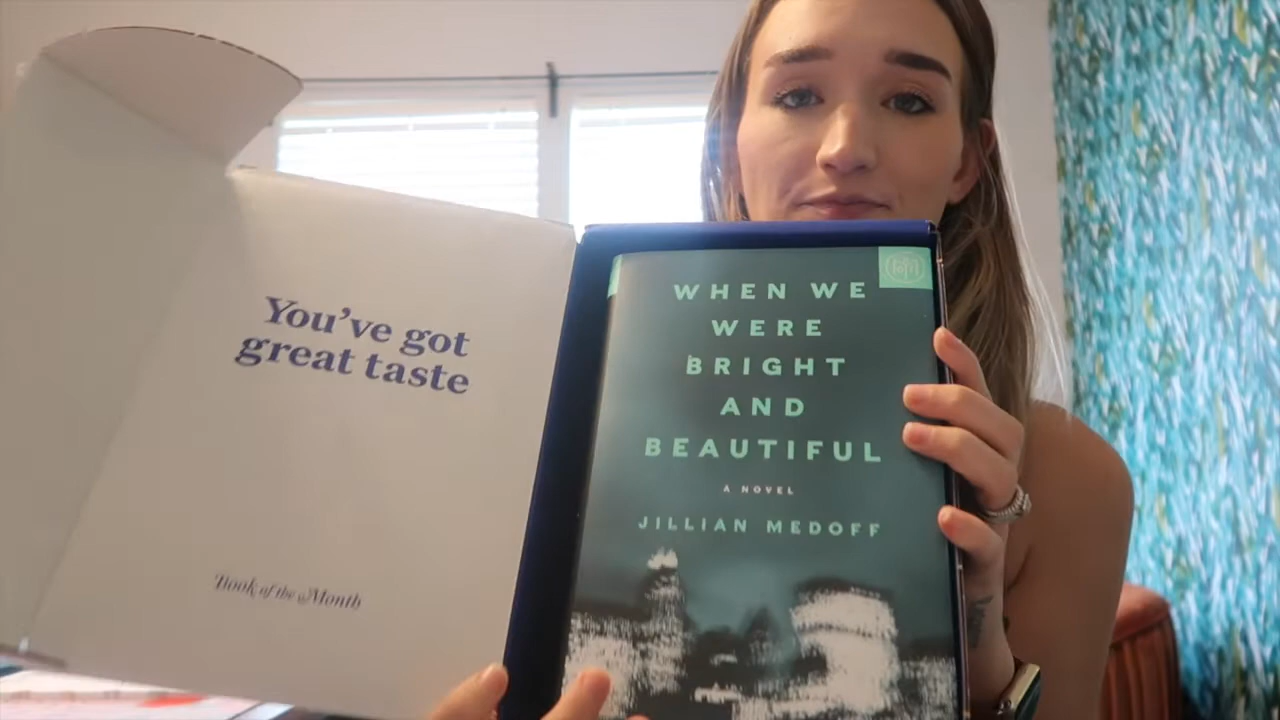 You've got
great taste
Book of the Month
WHEN WE
WERE
BRIGHT
AND
BEAUTIFUL
A NOVEL
JILLIAN MEDOFF